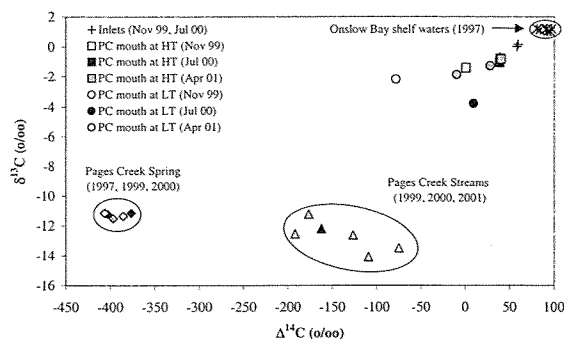 Inlets (Nov 99, Jul 00)
PC mouth at HT (Nov 99)
PC mouth at HT (Jul 00)
PC mouth at HT (Apr 01)
PC mouth at LT (Nov 99)
PC mouth at LT (Jul 00)
PC mouth at LT (Apr 01)
Onslow Bay shelf waters (1997)
Pages Creek Spring
(1997, 1999, 2000)
Pages Creek Streams
(1999, 2000, 2001)
δ¹³C (o/oo)
2
0
-2
-4
-6
-8
-10
-12
-14
-16
-450 -400 -350 -300 -250 -200 -150 -100 -50 0 50 100
Δ¹⁴C (o/oo)